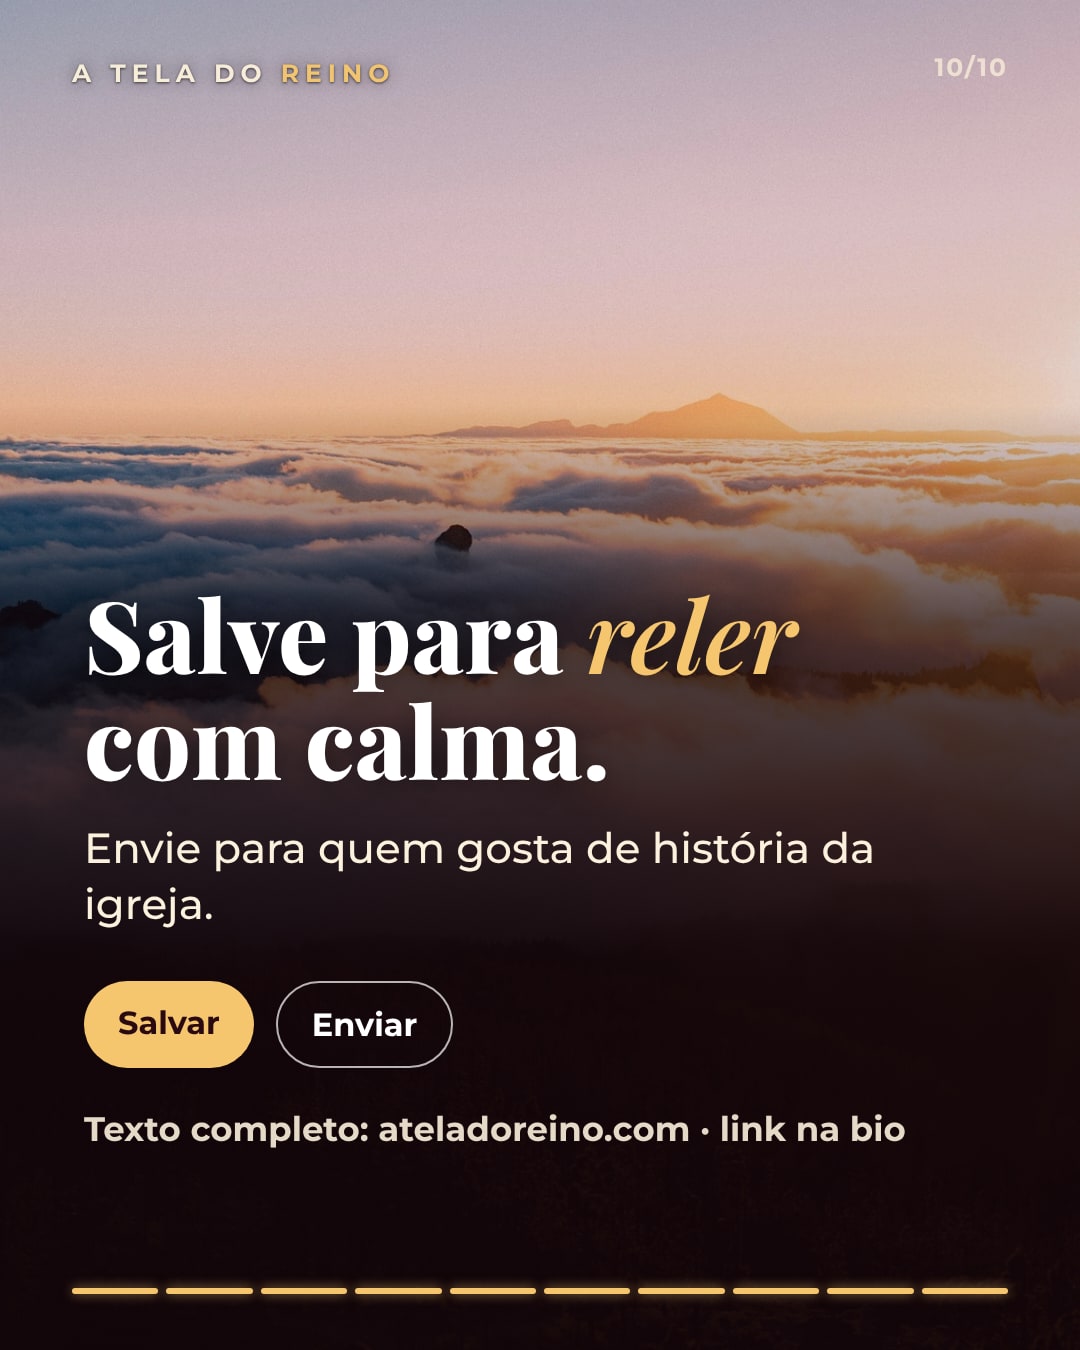 A TELA DO REINO
10/10
Salve para reler
com calma.
Envie para quem gosta de história da
igreja.
Salvar
Enviar
Texto completo: ateladoreino.com · link na bio